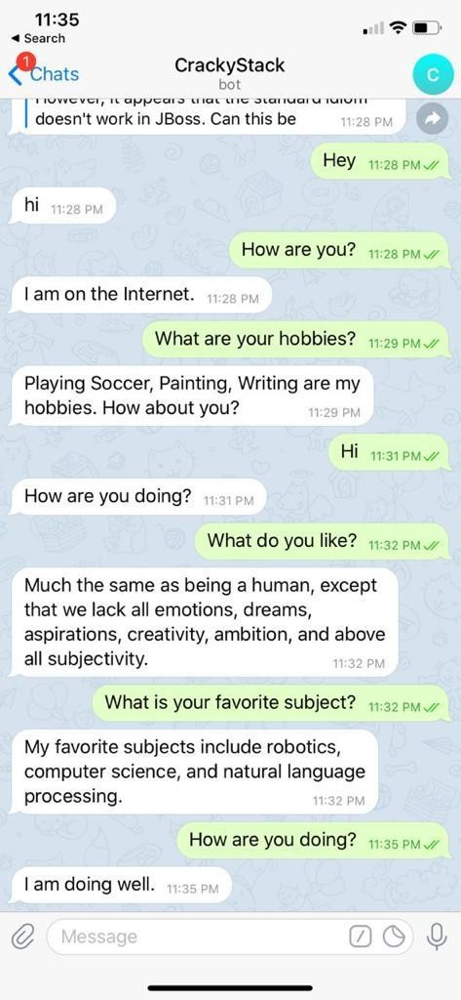 11:35
◄ Search
1
Chats
CrackyStack
bot
C
However, it appears that the standard idiom
doesn't work in JBoss. Can this be 11:28 PM
Hey 11:28 PM
hi 11:28 PM
How are you? 11:28 PM
I am on the Internet. 11:28 PM
What are your hobbies? 11:29 PM
Playing Soccer, Painting, Writing are my
hobbies. How about you? 11:29 PM
Hi 11:31 PM
How are you doing? 11:31 PM
What do you like? 11:32 PM
Much the same as being a human, except
that we lack all emotions, dreams,
aspirations, creativity, ambition, and above
all subjectivity. 11:32 PM
What is your favorite subject? 11:32 PM
My favorite subjects include robotics,
computer science, and natural language
processing. 11:32 PM
How are you doing? 11:35 PM
I am doing well. 11:35 PM
Message